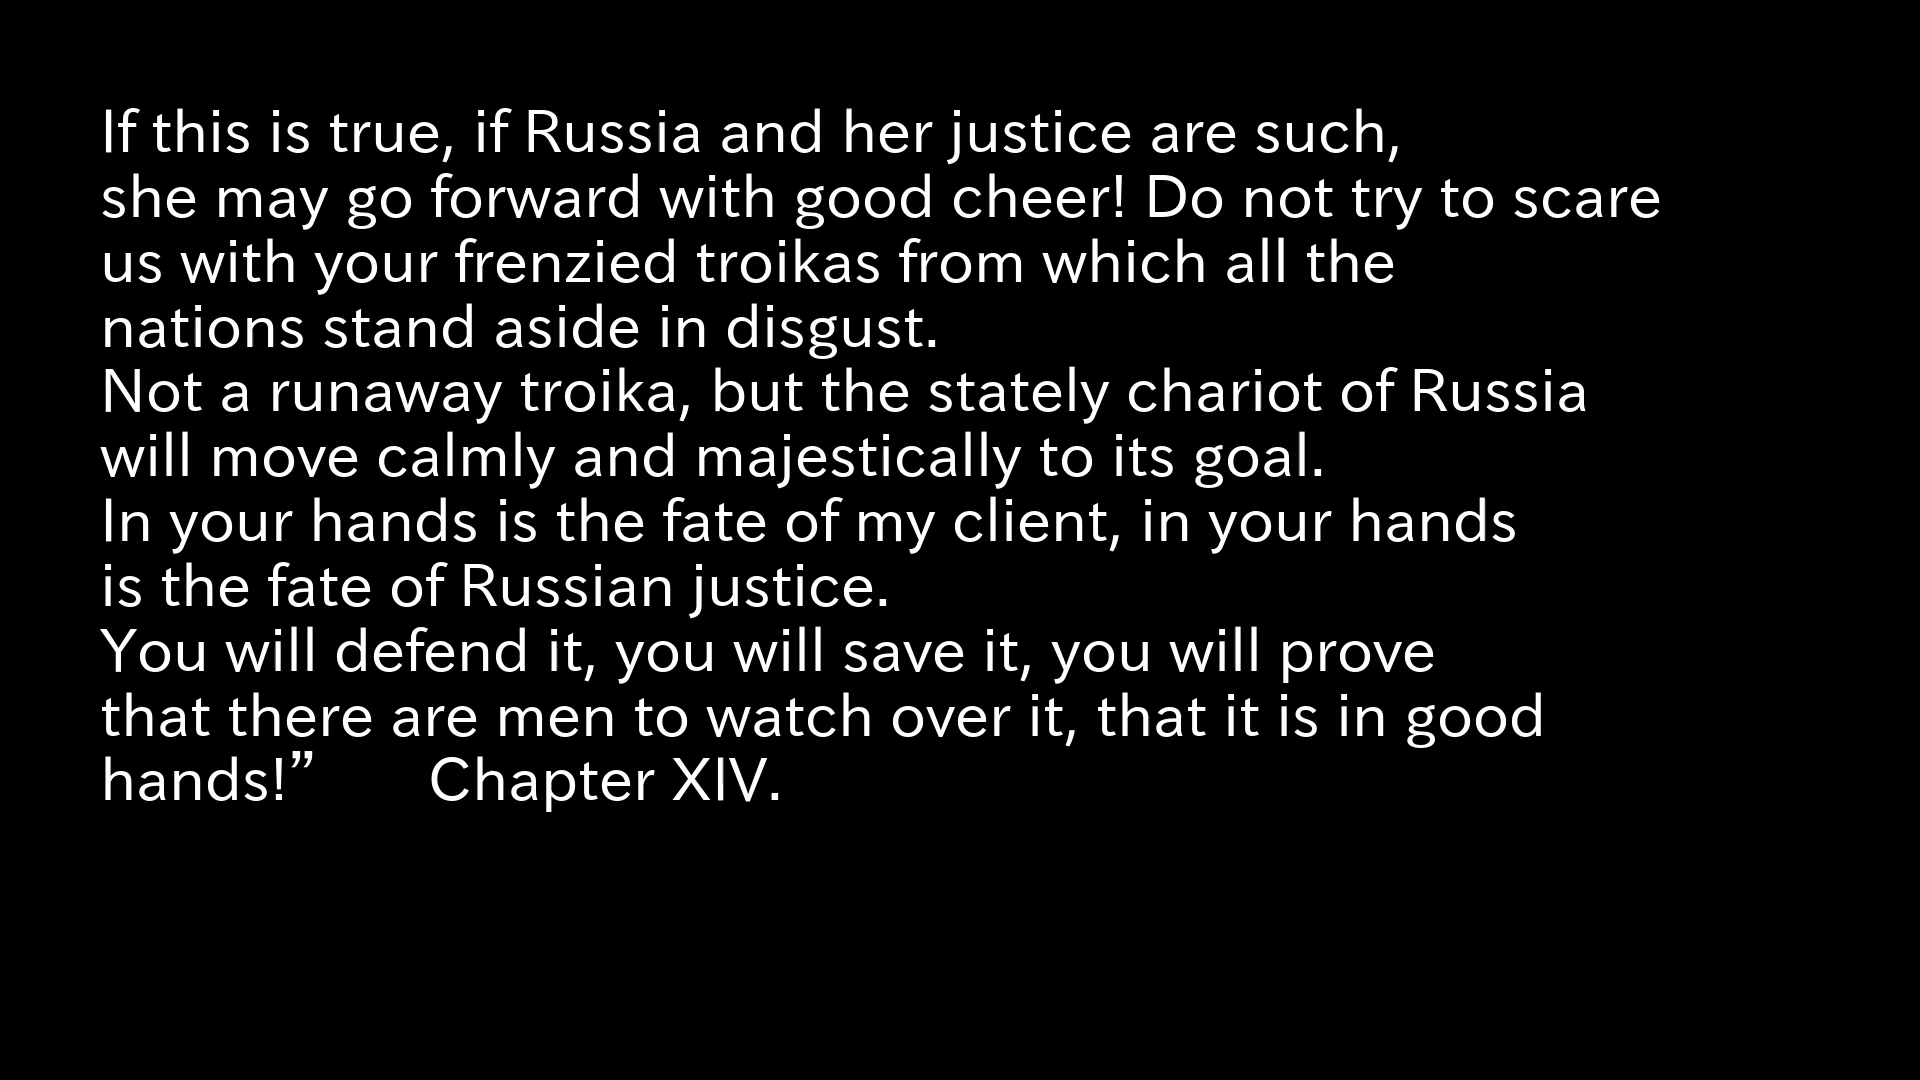 If this is true, if Russia and her justice are such,
she may go forward with good cheer! Do not try to scare
us with your frenzied troikas from which all the
nations stand aside in disgust.
Not a runaway troika, but the stately chariot of Russia
will move calmly and majestically to its goal.
In your hands is the fate of my client, in your hands
is the fate of Russian justice.
You will defend it, you will save it, you will prove
that there are men to watch over it, that it is in good
hands!” Chapter XIV.